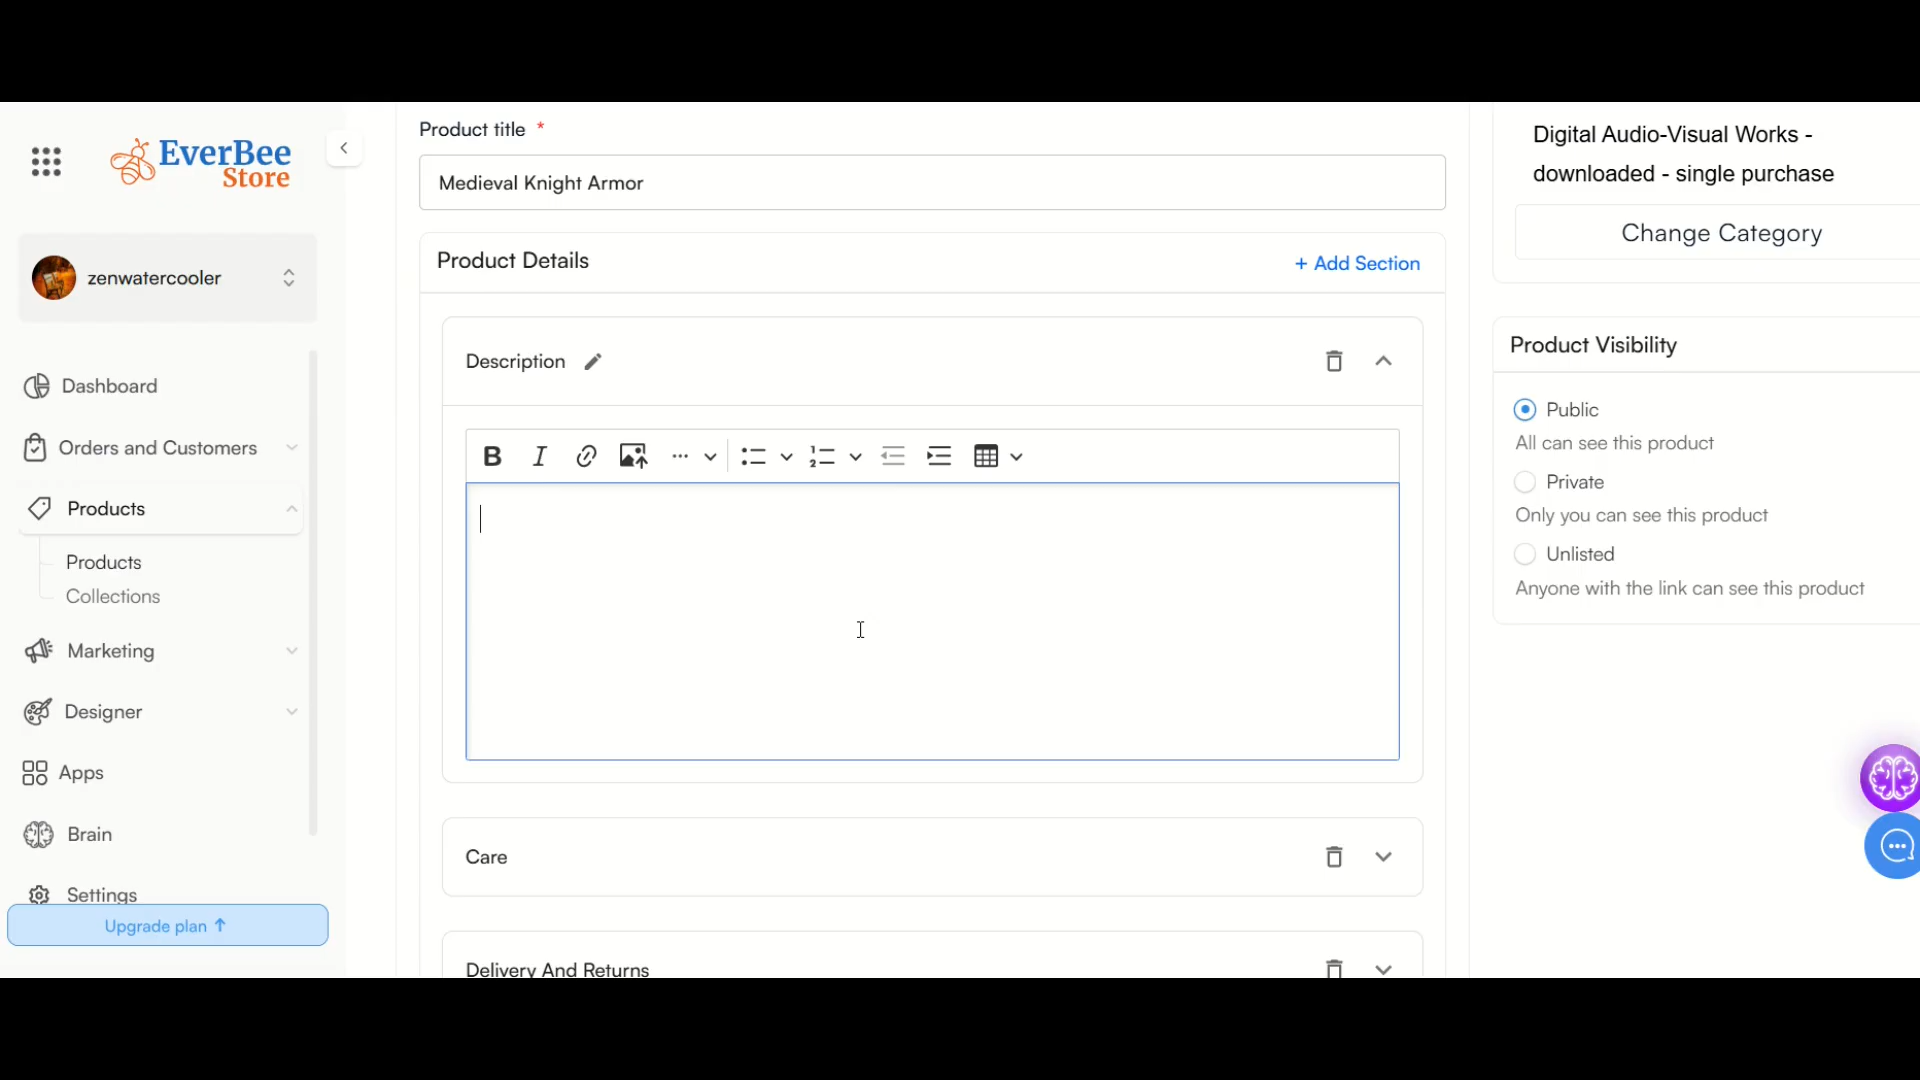 EverBee
Store
zenwatercooler
Dashboard
Orders and Customers
Products
Products
Collections
Marketing
Designer
Apps
Brain
Settings
Upgrade plan ↑
Product title *
Medieval Knight Armor
Product Details
+ Add Section
Description
B I
Care
Delivery And Returns
Digital Audio-Visual Works -
downloaded - single purchase
Change Category
Product Visibility
Public
All can see this product
Private
Only you can see this product
Unlisted
Anyone with the link can see this product